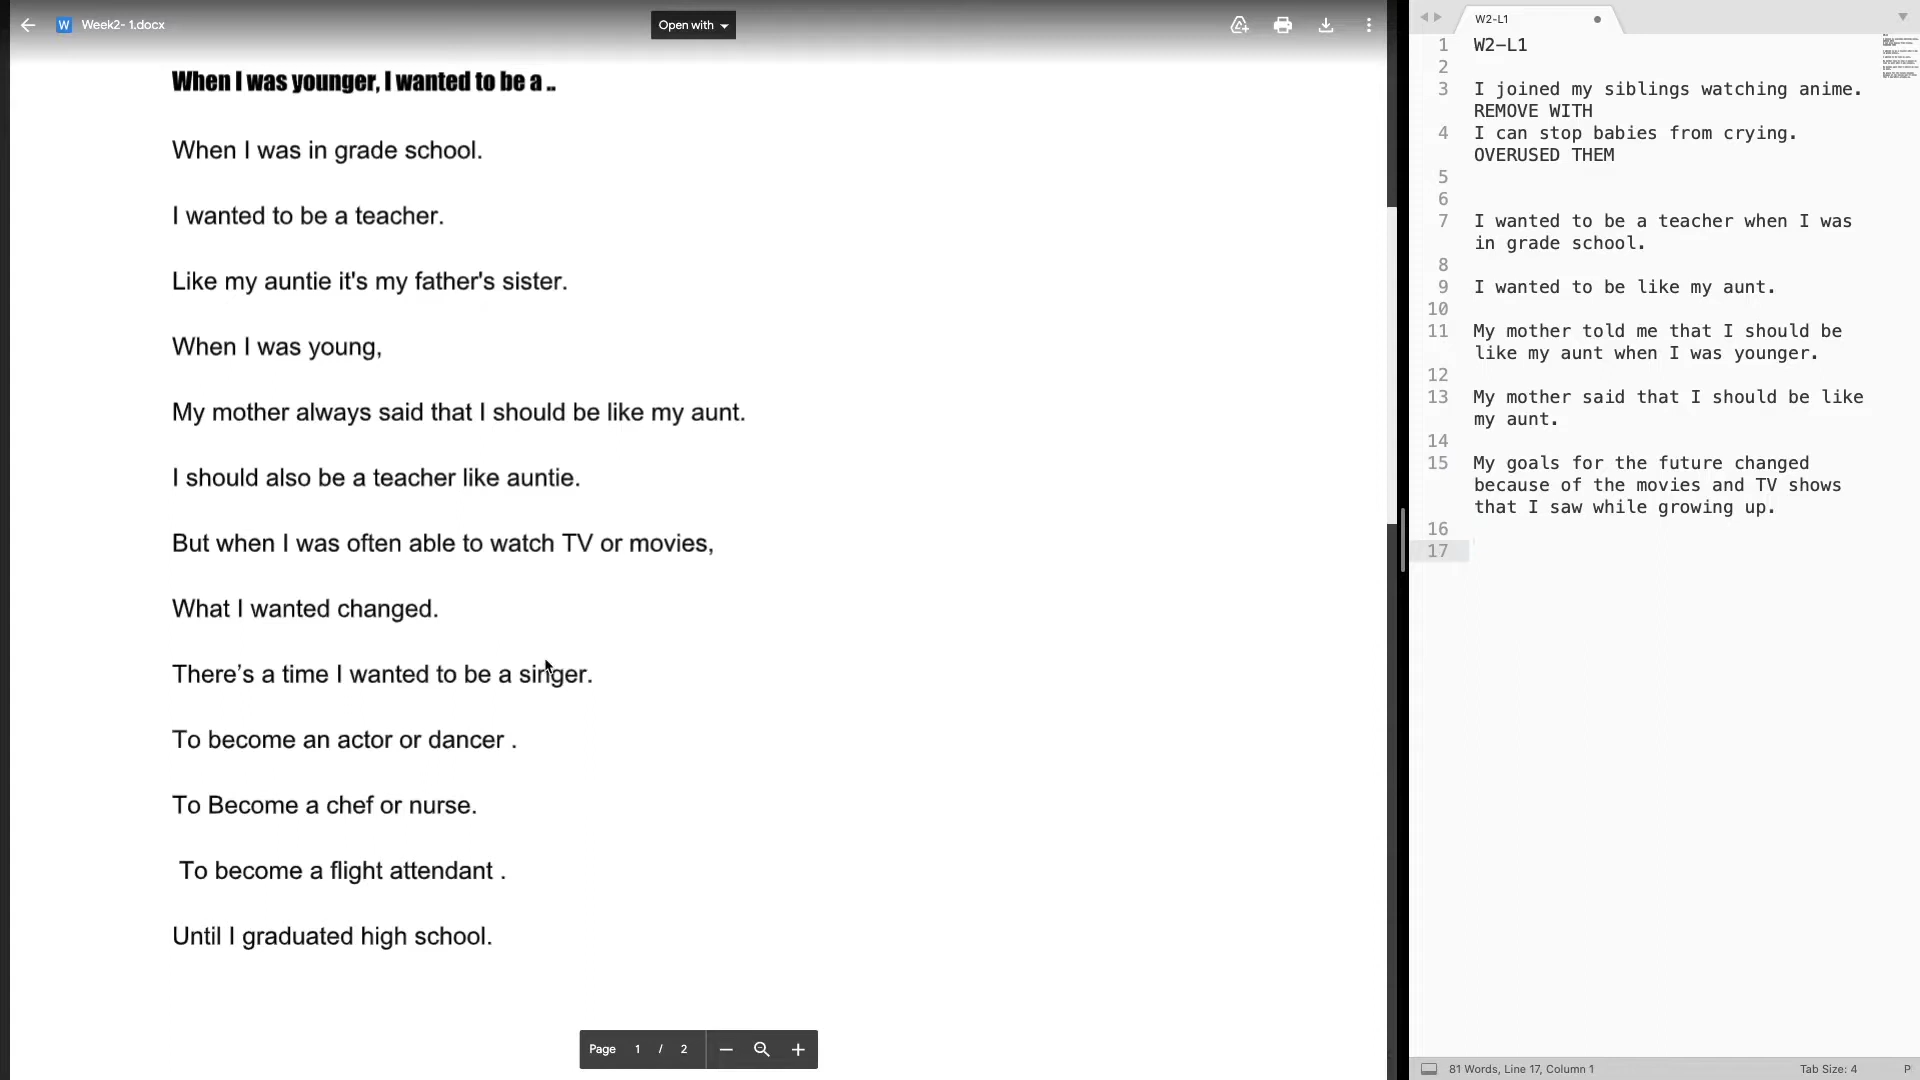 Week2- 1.docx
Open with
When I was younger, I wanted to be a ..
When I was in grade school.
I wanted to be a teacher.
Like my auntie it's my father's sister.
When I was young,
My mother always said that I should be like my aunt.
I should also be a teacher like auntie.
But when I was often able to watch TV or movies,
What I wanted changed.
There’s a time I wanted to be a singer.
To become an actor or dancer .
To Become a chef or nurse.
To become a flight attendant .
Until I graduated high school.
Page 1 / 2
W2-L1
1 W2-L1
2
3 I joined my siblings watching anime.
REMOVE WITH
4 I can stop babies from crying.
OVERUSED THEM
5
6
7 I wanted to be a teacher when I was
in grade school.
8
9 I wanted to be like my aunt.
10
11 My mother told me that I should be
like my aunt when I was younger.
12
13 My mother said that I should be like
my aunt.
14
15 My goals for the future changed
because of the movies and TV shows
that I saw while growing up.
16
17
81 Words, Line 17, Column 1
Tab Size: 4
P